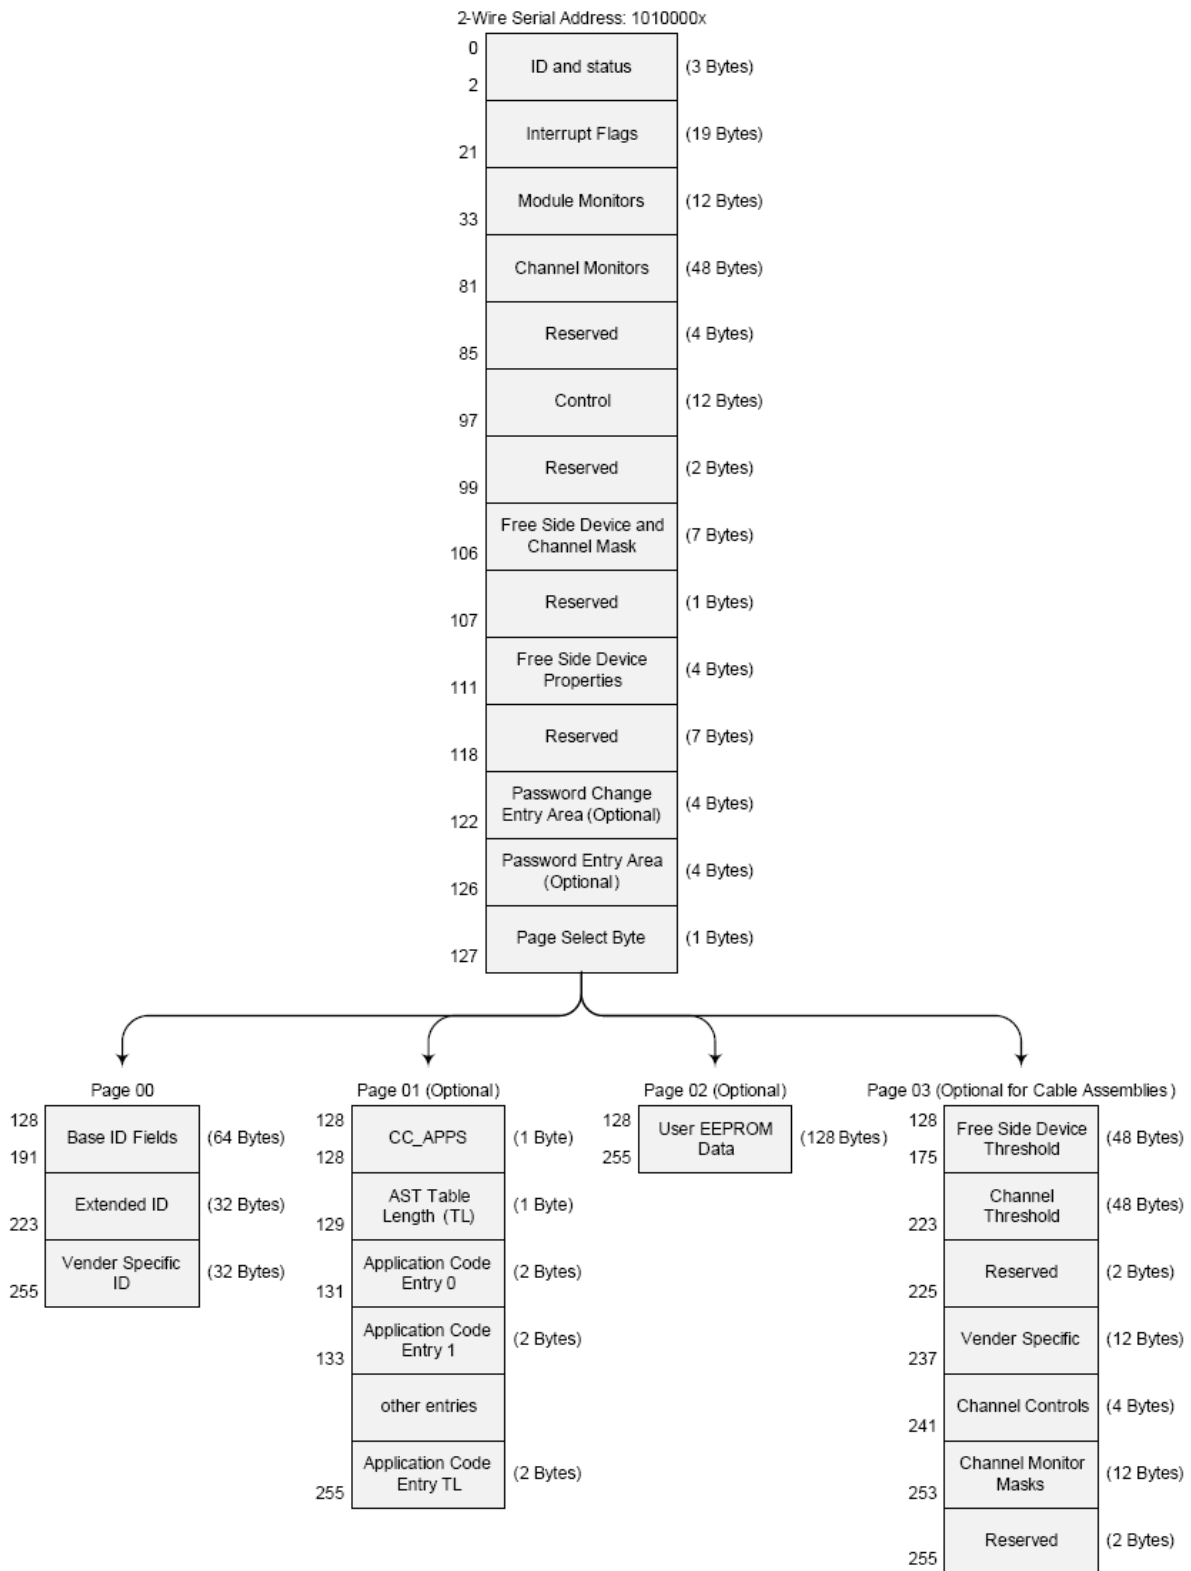 2-Wire Serial Address: 1010000x
0
ID and status (3 Bytes)
2
Interrupt Flags (19 Bytes)
21
Module Monitors (12 Bytes)
33
Channel Monitors (48 Bytes)
81
Reserved (4 Bytes)
85
Control (12 Bytes)
97
Reserved (2 Bytes)
99
Free Side Device and
Channel Mask (7 Bytes)
106
Reserved (1 Bytes)
107
Free Side Device
Properties (4 Bytes)
111
Reserved (7 Bytes)
118
Password Change
Entry Area (Optional) (4 Bytes)
122
Password Entry Area
(Optional) (4 Bytes)
126
Page Select Byte (1 Bytes)
127
Page 00
128
Base ID Fields (64 Bytes)
191
Extended ID (32 Bytes)
223
Vender Specific
ID (32 Bytes)
255
Page 01 (Optional)
128
CC_APPS (1 Byte)
128
AST Table
Length (TL) (1 Byte)
129
Application Code
Entry 0 (2 Bytes)
131
Application Code
Entry 1 (2 Bytes)
133
other entries
Application Code
Entry TL (2 Bytes)
255
Page 02 (Optional)
128
User EEPROM
Data (128 Bytes)
255
Page 03 (Optional for Cable Assemblies)
128
Free Side Device
Threshold (48 Bytes)
175
Channel
Threshold (48 Bytes)
223
Reserved (2 Bytes)
225
Vender Specific (12 Bytes)
237
Channel Controls (4 Bytes)
241
Channel Monitor
Masks (12 Bytes)
253
Reserved (2 Bytes)
255